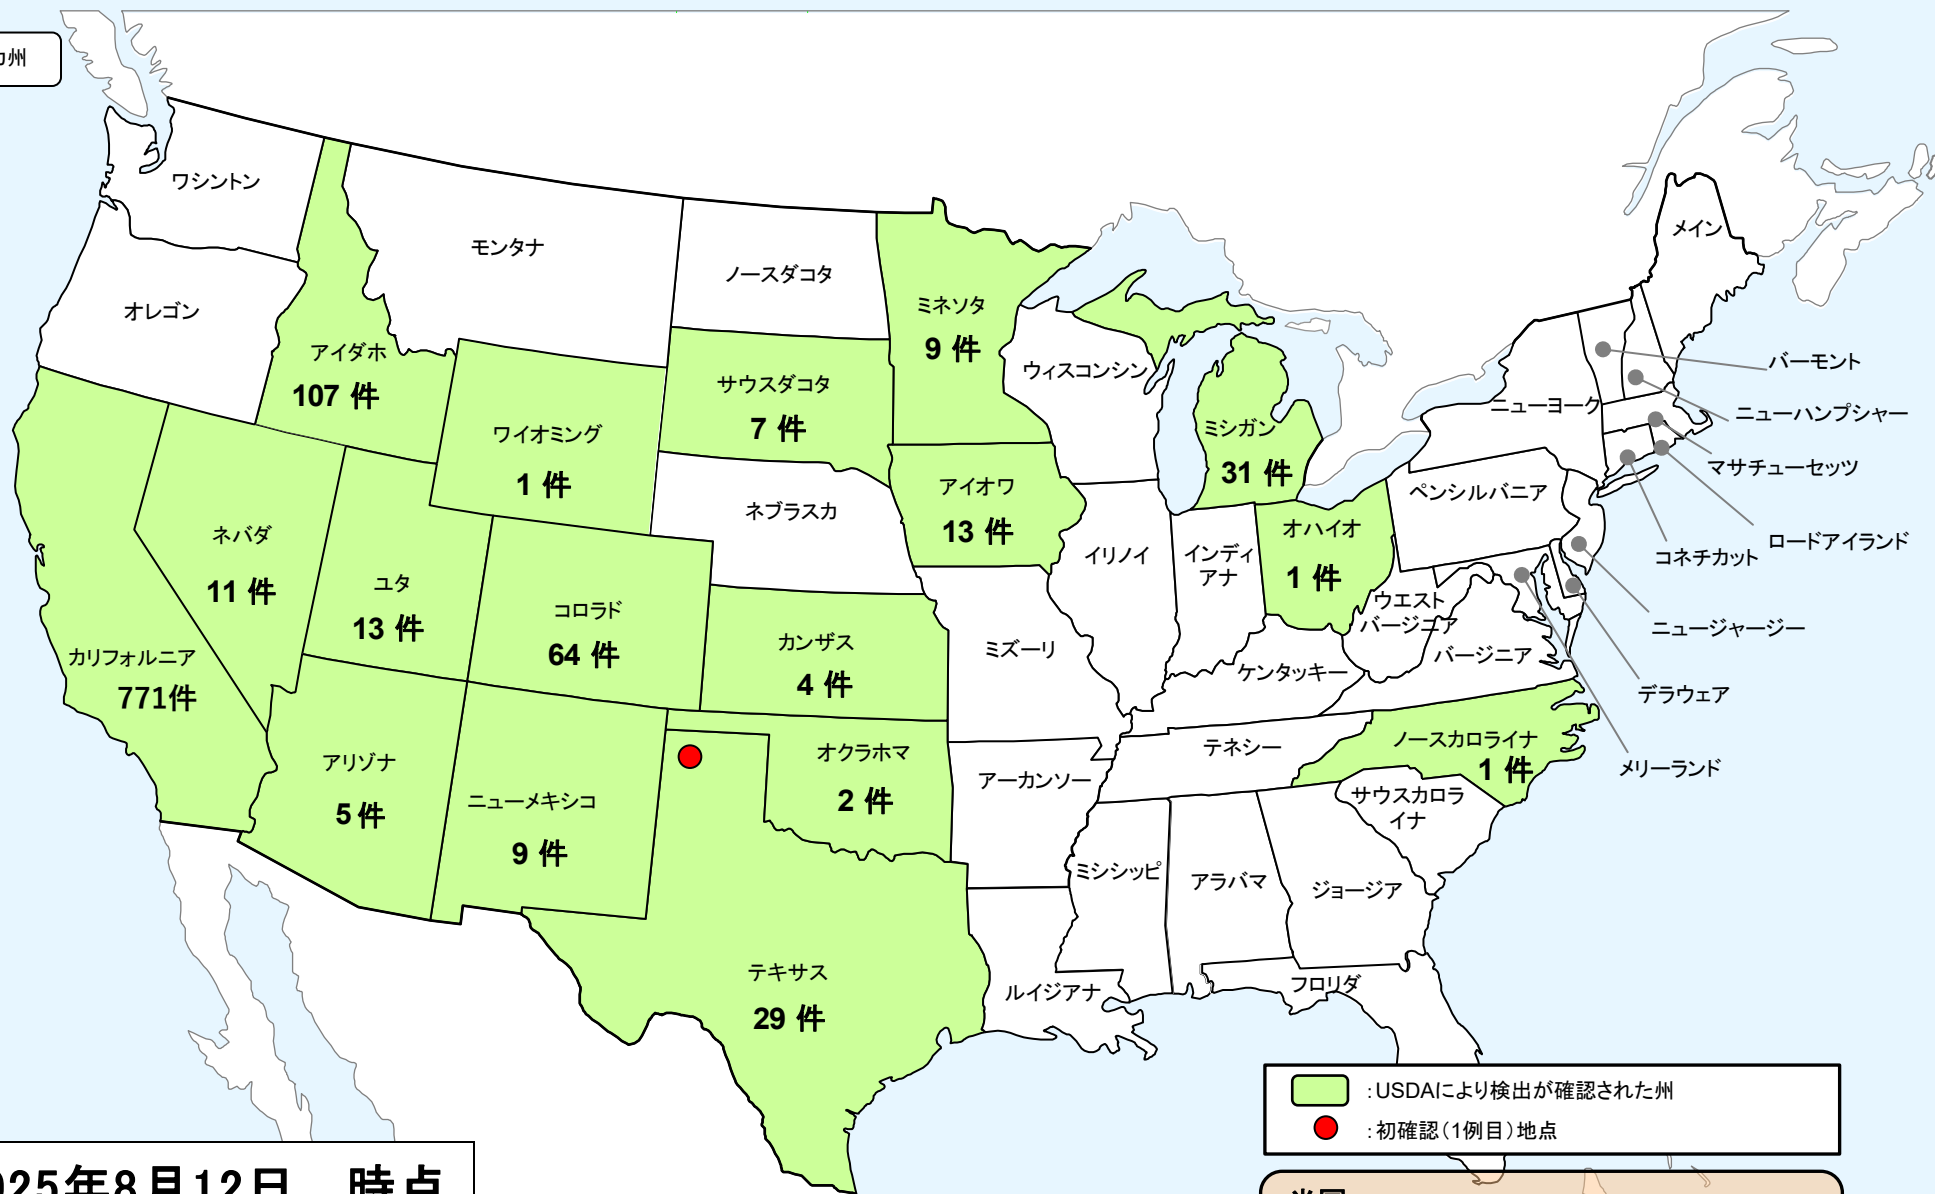 カ州
ワシントン
モンタナ
ノースダコタ
ミネソタ
9 件
メイン
オレゴン
アイダホ
107 件
サウスダコタ
7 件
ウィスコンシン
バーモント
ニューヨーク
ニューハンプシャー
ワイオミング
1 件
ミシガン
31 件
マサチューセッツ
アイオワ
13 件
ペンシルバニア
ネブラスカ
オハイオ
1 件
ロードアイランド
コネチカット
ネバダ
11 件
イリノイ
インディ
アナ
ユタ
13 件
コロラド
64 件
ウエスト
バージニア
ニュージャージー
カンザス
4 件
ミズーリ
バージニア
カリフォルニア
771件
ケンタッキー
デラウェア
アリゾナ
5 件
オクラホマ
2 件
テネシー
ノースカロライナ
1 件
メリーランド
ニューメキシコ
9 件
アーカンソー
サウスカロラ
イナ
ミシシッピ
アラバマ
ジョージア
テキサス
29 件
ルイジアナ
フロリダ
：USDAにより検出が確認された州
：初確認（1例目）地点
025年8月12日　時点
米国